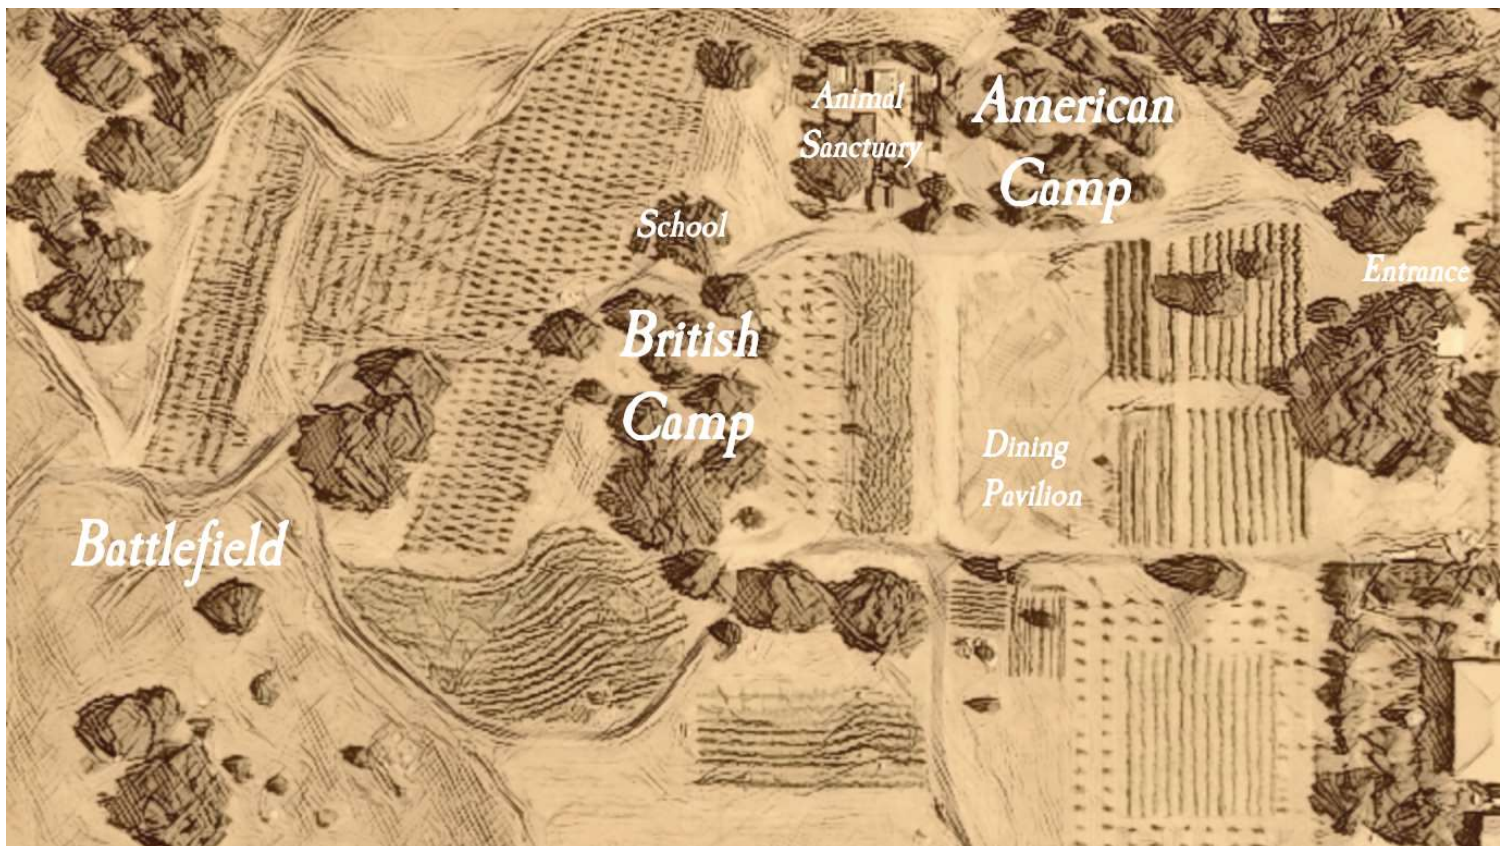 Animal
Sanctuary
American
Camp
School
Entrance
British
Camp
Dining
Pavilion
Battlefield